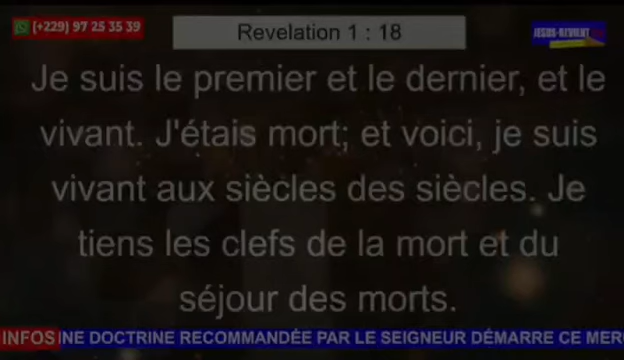 (+229) 97 25 35 39
Revelation 1 : 18
JESUS-REVIENT
Je suis le premier et le dernier, et le
vivant. J'étais mort; et voici, je suis
vivant aux siècles des siècles. Je
tiens les clefs de la mort et du
séjour des morts.
INFOS
INE DOCTRINE RECOMMANDÉE PAR LE SEIGNEUR DÉMARRE CE MER